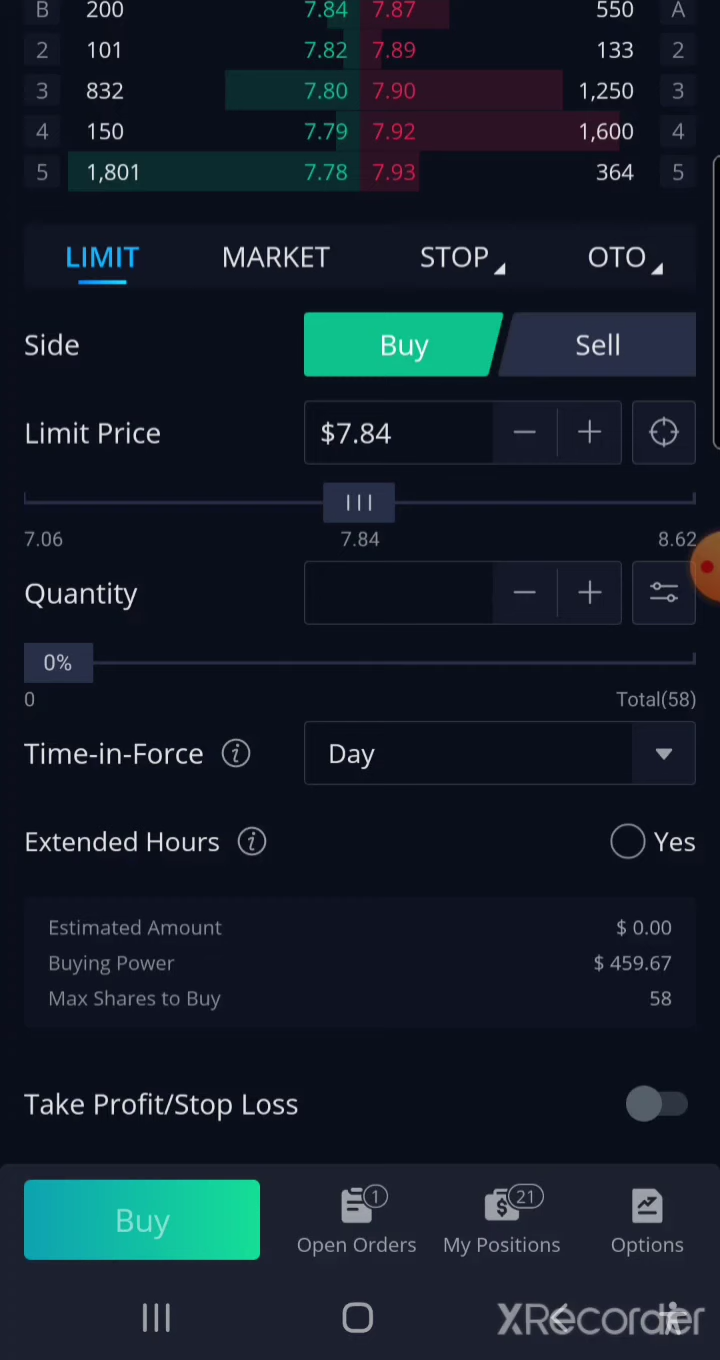 B 200 7.84 7.87 550 A
2 101 7.82 7.89 133 2
3 832 7.80 7.90 1,250 3
4 150 7.79 7.92 1,600 4
5 1,801 7.78 7.93 364 5
LIMIT MARKET STOP OTO
Side Buy Sell
Limit Price $7.84 − +
7.06 7.84 8.62
Quantity − +
0%
0 Total(58)
Time-in-Force i Day
Extended Hours i Yes
Estimated Amount $ 0.00
Buying Power $ 459.67
Max Shares to Buy 58
Take Profit/Stop Loss
Buy 1 21
Open Orders My Positions Options
XRecorder